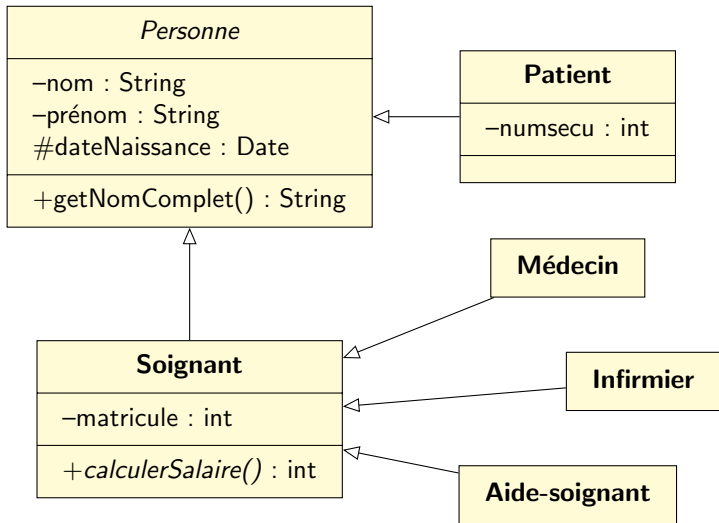 Personne
–nom : String
–prénom : String
#dateNaissance : Date
+getNomComplet() : String
Patient
–numsecu : int
Médecin
Soignant
–matricule : int
+calculerSalaire() : int
Infirmier
Aide-soignant